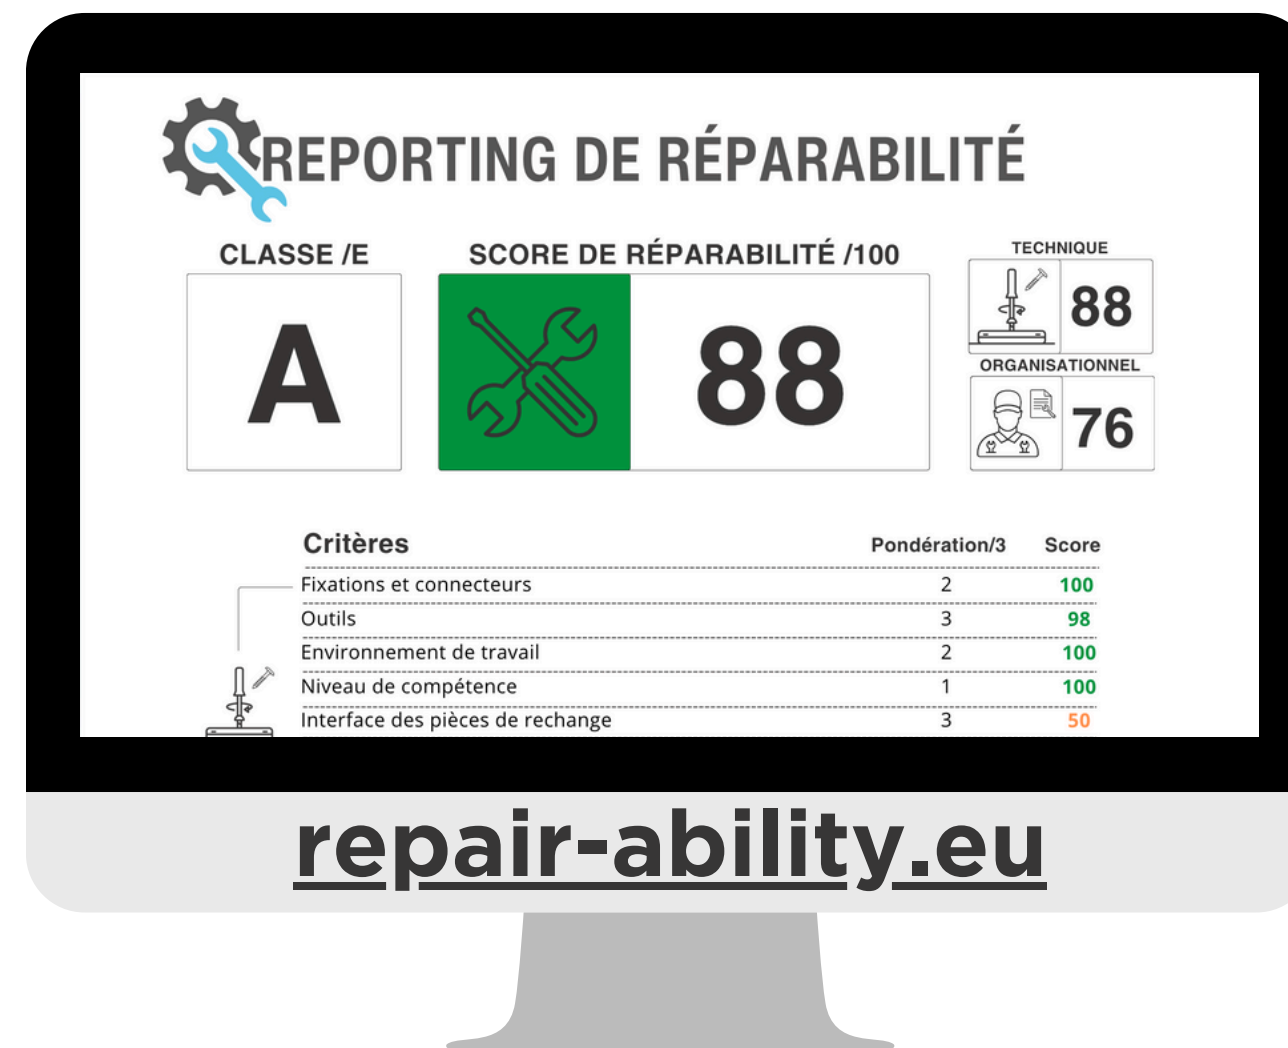 REPORTING DE RÉPARABILITÉ
CLASSE /E
A
SCORE DE RÉPARABILITÉ /100
88
TECHNIQUE
88
ORGANISATIONNEL
76
Critères Pondération/3 Score
Fixations et connecteurs 2 100
Outils 3 98
Environnement de travail 2 100
Niveau de compétence 1 100
Interface des pièces de rechange 3 50
repair-ability.eu